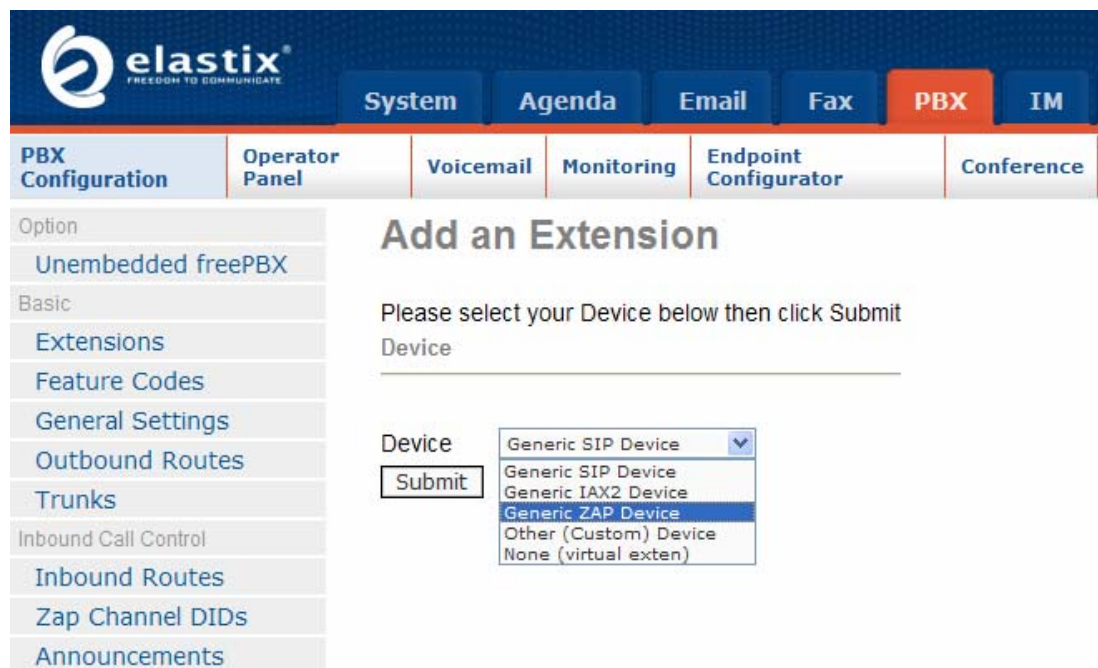 elastix®
FREEDOM TO COMMUNICATE
System Agenda Email Fax PBX IM
PBX Configuration
Operator Panel
Voicemail
Monitoring
Endpoint Configurator
Conference
Option
Unembedded freePBX
Basic
Extensions
Feature Codes
General Settings
Outbound Routes
Trunks
Inbound Call Control
Inbound Routes
Zap Channel DIDs
Announcements
Add an Extension
Please select your Device below then click Submit
Device
Device Generic SIP Device
Submit
Generic SIP Device
Generic IAX2 Device
Generic ZAP Device
Other (Custom) Device
None (virtual exten)